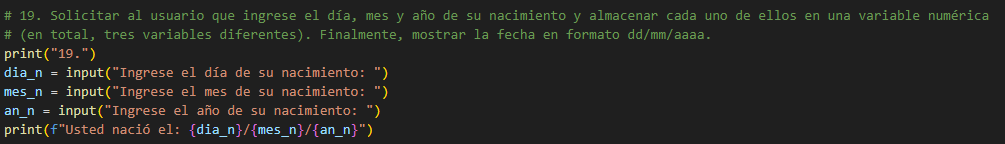 # 19. Solicitar al usuario que ingrese el día, mes y año de su nacimiento y almacenar cada uno de ellos en una variable numérica
# (en total, tres variables diferentes). Finalmente, mostrar la fecha en formato dd/mm/aaaa.
print("19.")
dia_n = input("Ingrese el día de su nacimiento: ")
mes_n = input("Ingrese el mes de su nacimiento: ")
an_n = input("Ingrese el año de su nacimiento: ")
print(f"Usted nació el: {dia_n}/{mes_n}/{an_n}")